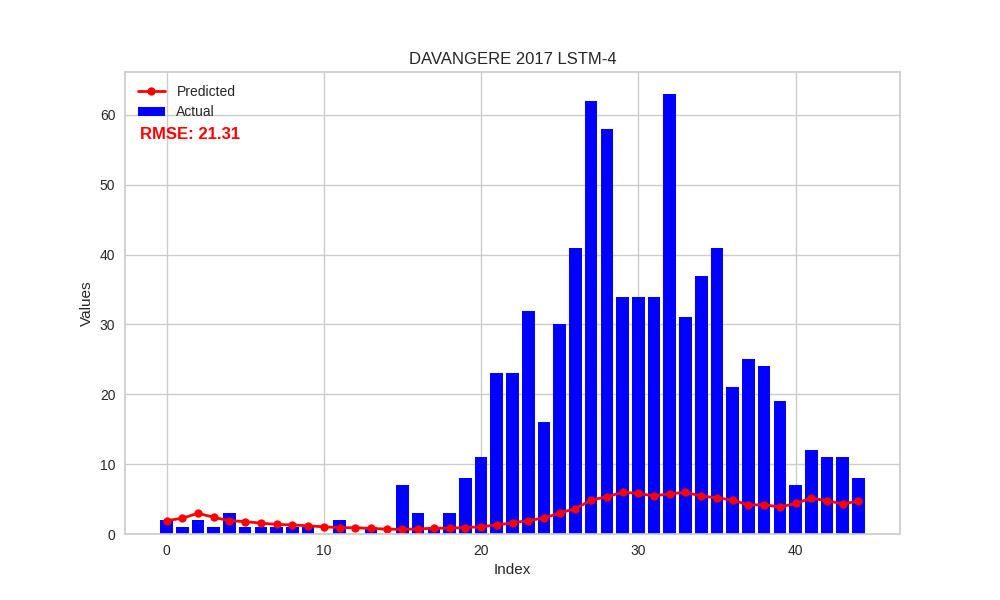 DAVANGERE 2017 LSTM-4
Predicted
Actual
RMSE: 21.31
60
50
40
30
20
10
0
Values
0 10 20 30 40
Index